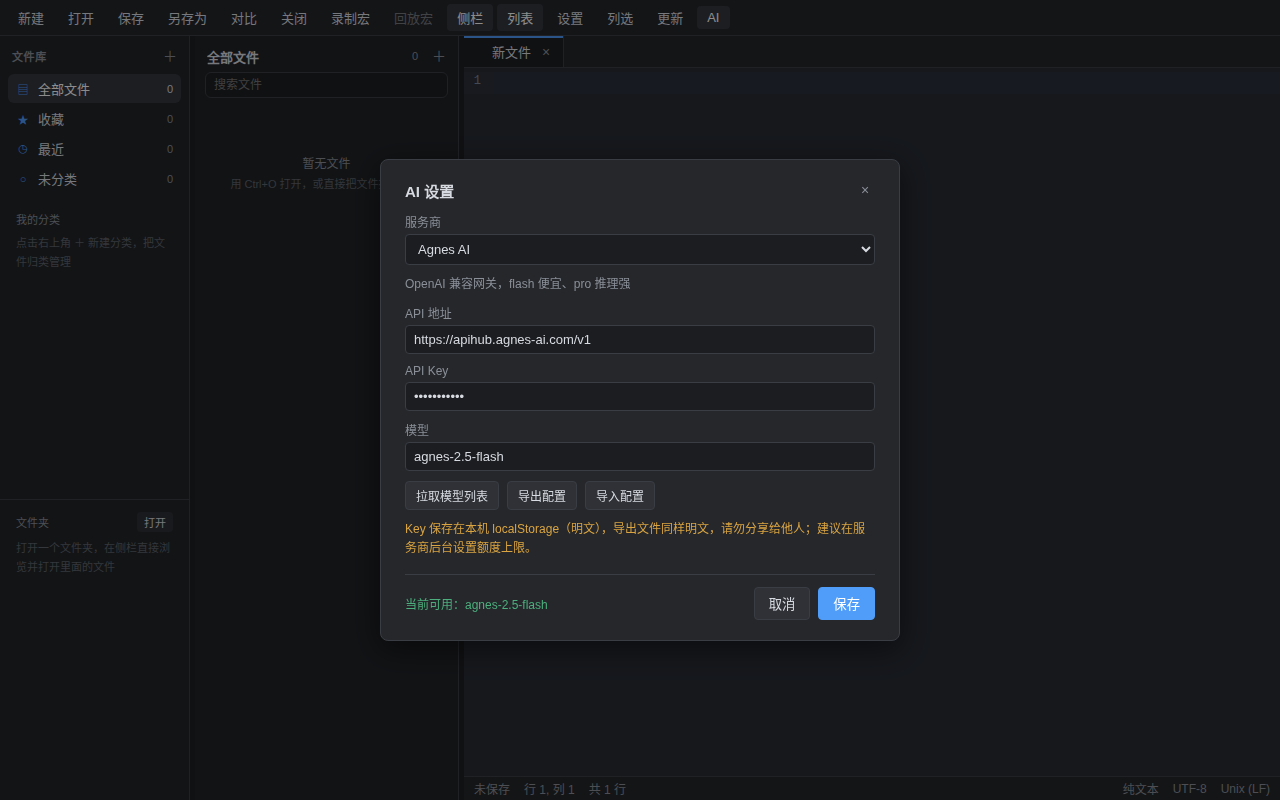 新建 打开 保存 另存为 对比 关闭 录制宏 回放宏 侧栏 列表 设置 列选 更新 AI
文件库 ＋
全部文件 0
收藏 0
最近 0
未分类 0
我的分类
点击右上角 ＋ 新建分类，把文
件归类管理
文件夹 打开
打开一个文件夹，在侧栏直接浏
览并打开里面的文件
全部文件 0 ＋
搜索文件
暂无文件
用 Ctrl+O 打开，或直接把文件
新文件 ×
1
AI 设置 ×
服务商
Agnes AI
OpenAI 兼容网关，flash 便宜、pro 推理强
API 地址
https://apihub.agnes-ai.com/v1
API Key
•••••••••••
模型
agnes-2.5-flash
拉取模型列表 导出配置 导入配置
Key 保存在本机 localStorage（明文），导出文件同样明文，请勿分享给他人；建议在服
务商后台设置额度上限。
当前可用：agnes-2.5-flash 取消 保存
未保存 行 1, 列 1 共 1 行 纯文本 UTF-8 Unix (LF)